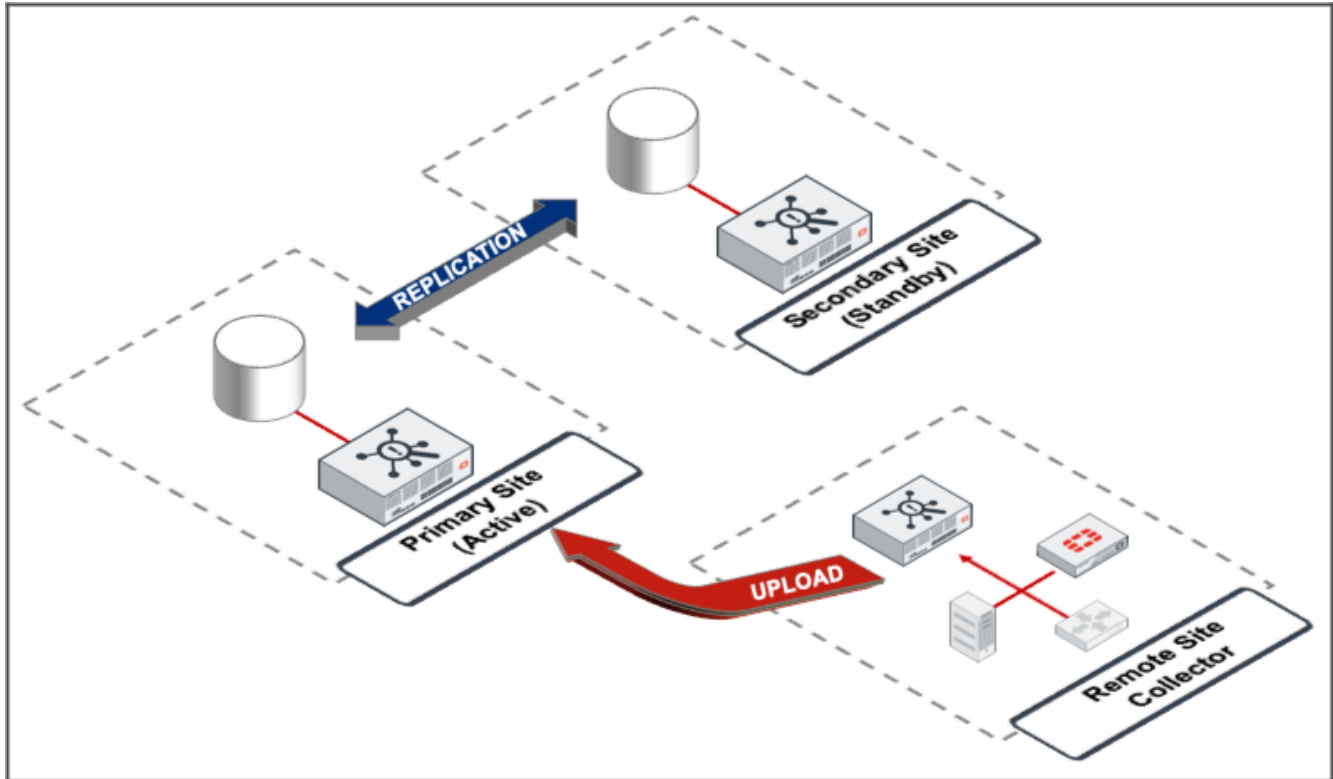 Secondary Site
(Standby)
REPLICATION
Primary Site
(Active)
UPLOAD
Remote Site
Collector